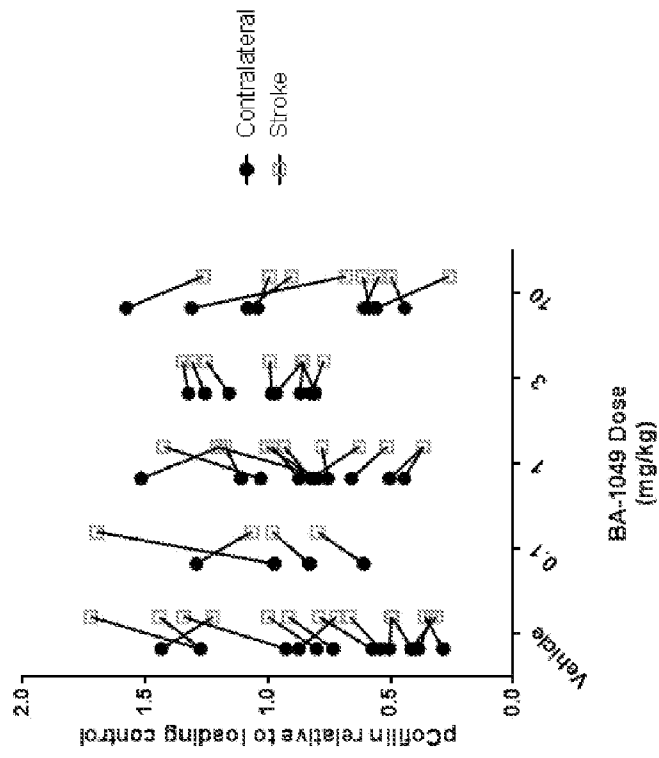 Contralateral
Stroke
pCofilin relative to loading control
2.0
1.5
1.0
0.5
0.0
Vehicle
0.1
1
3
10
BA-1049 Dose
(mg/kg)